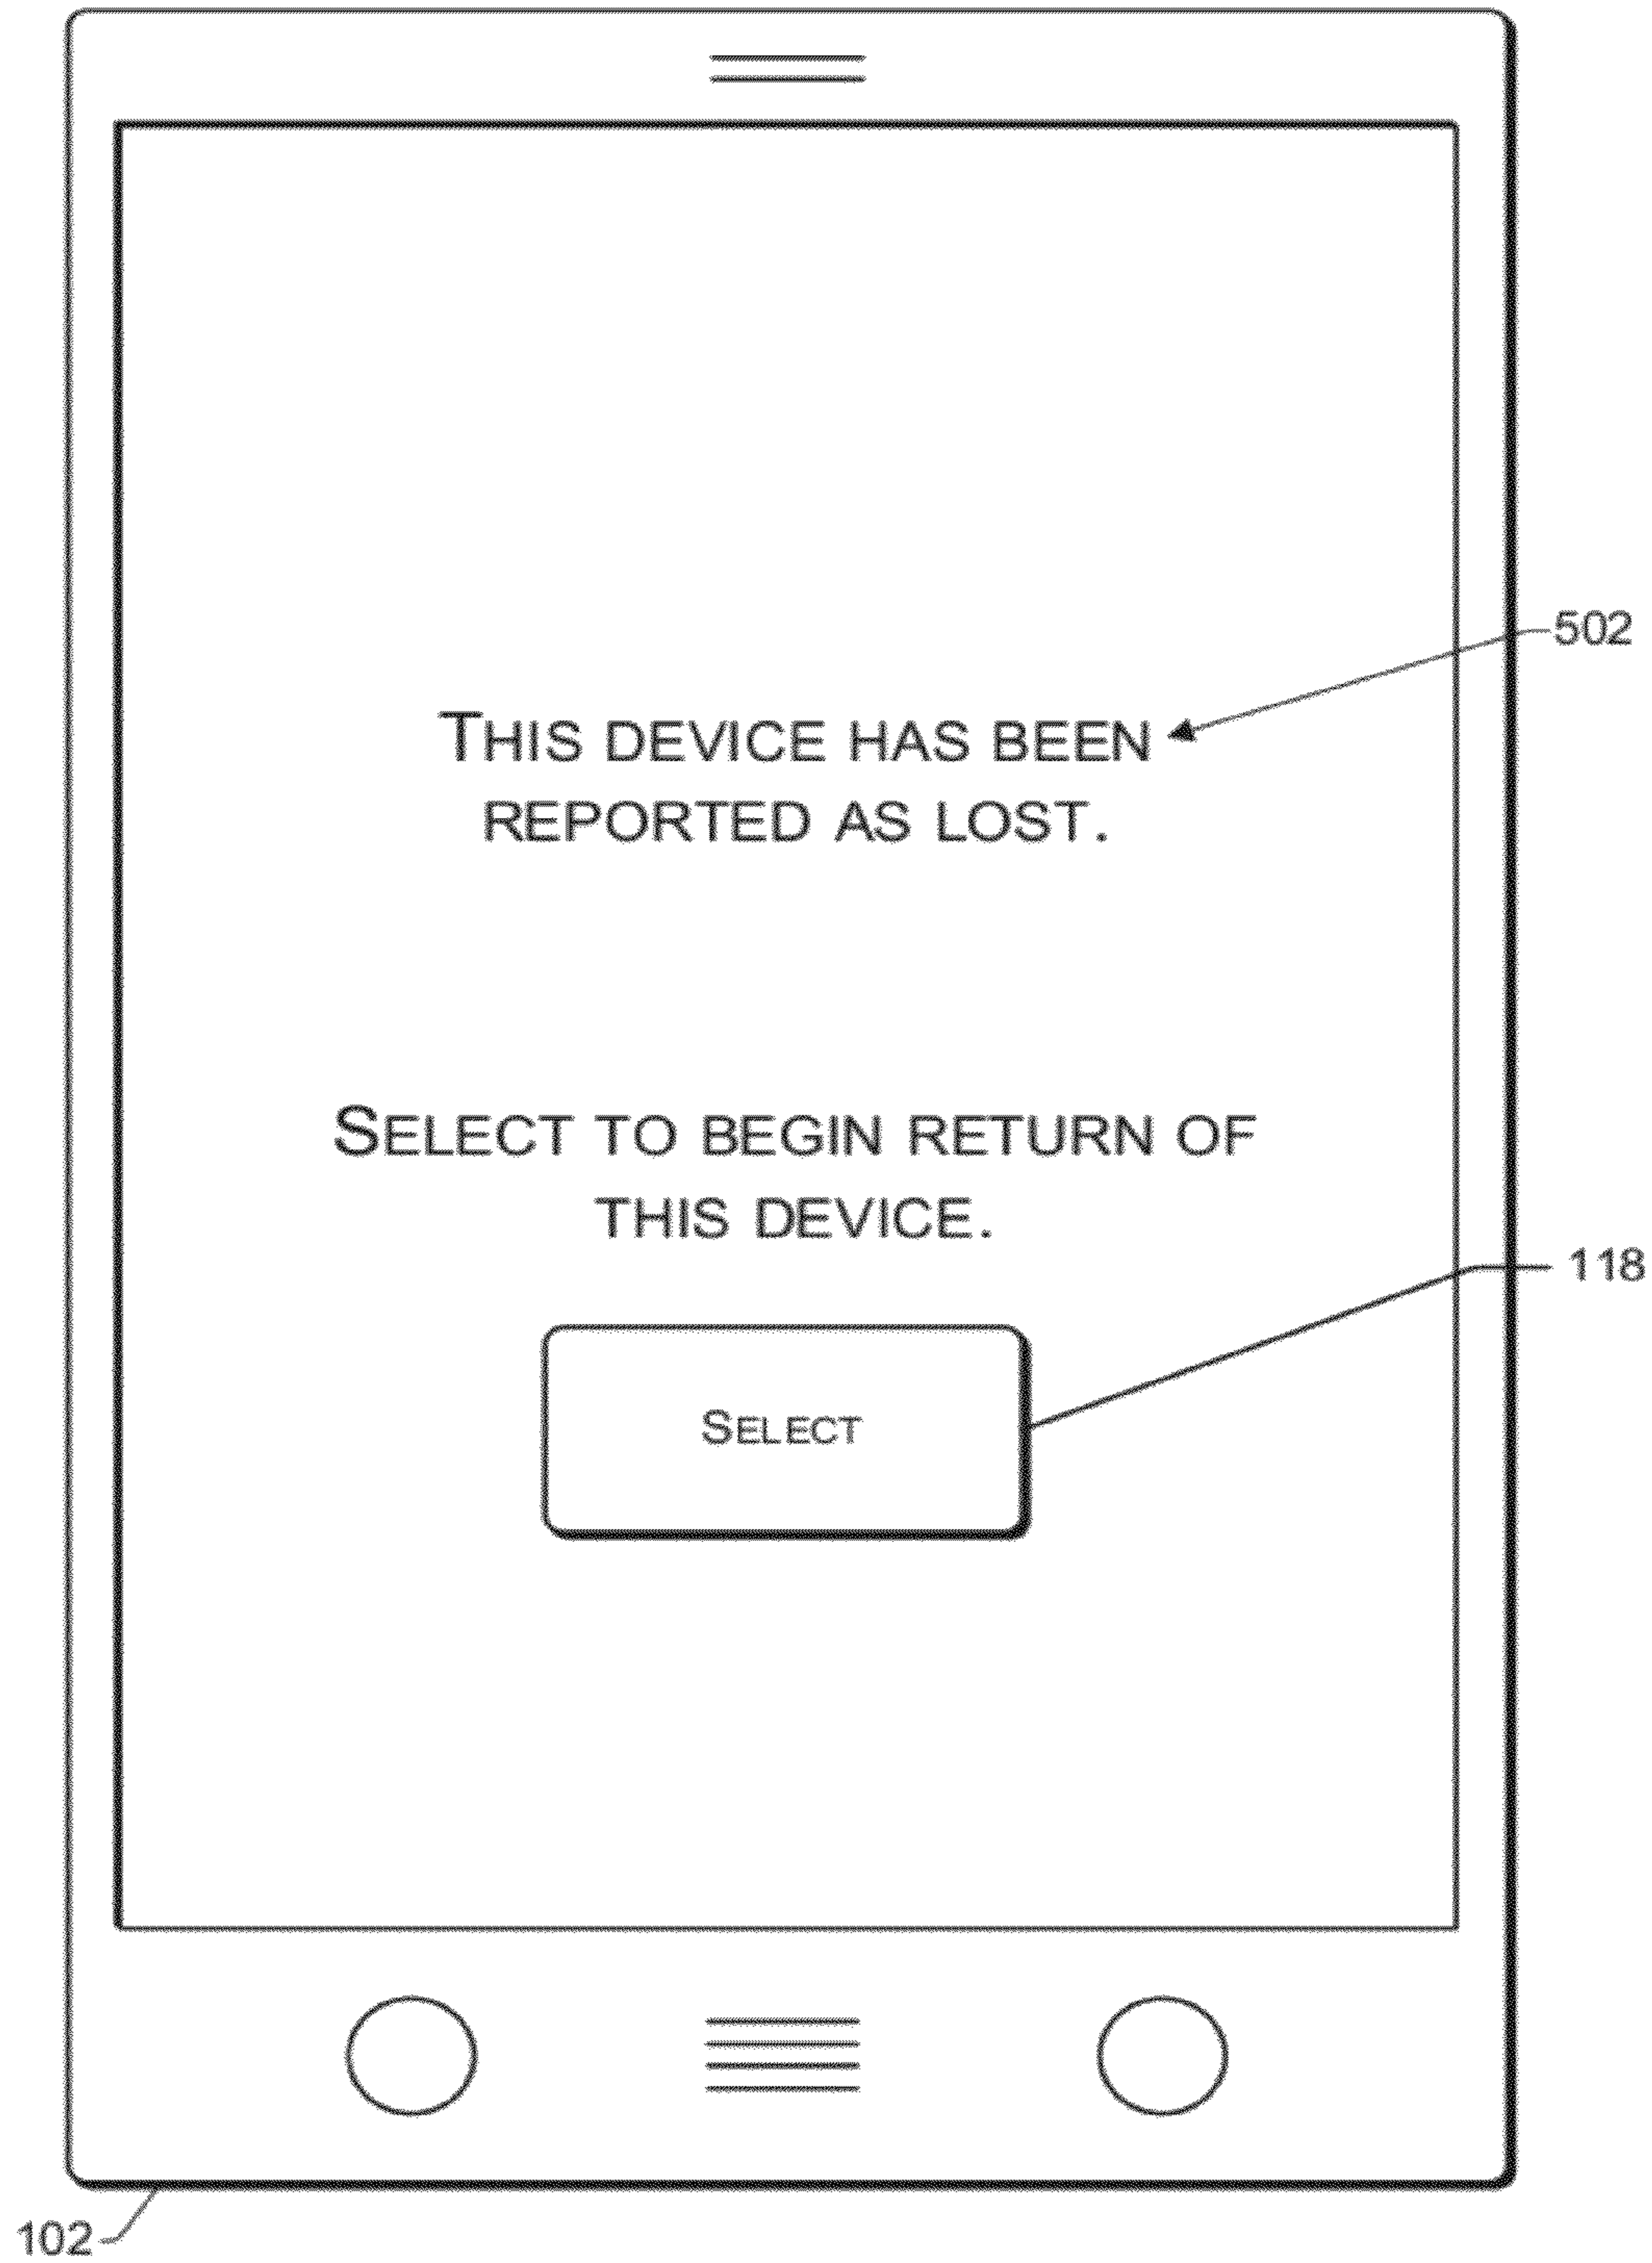 502
THIS DEVICE HAS BEEN
REPORTED AS LOST.
SELECT TO BEGIN RETURN OF
THIS DEVICE.
118
SELECT
102